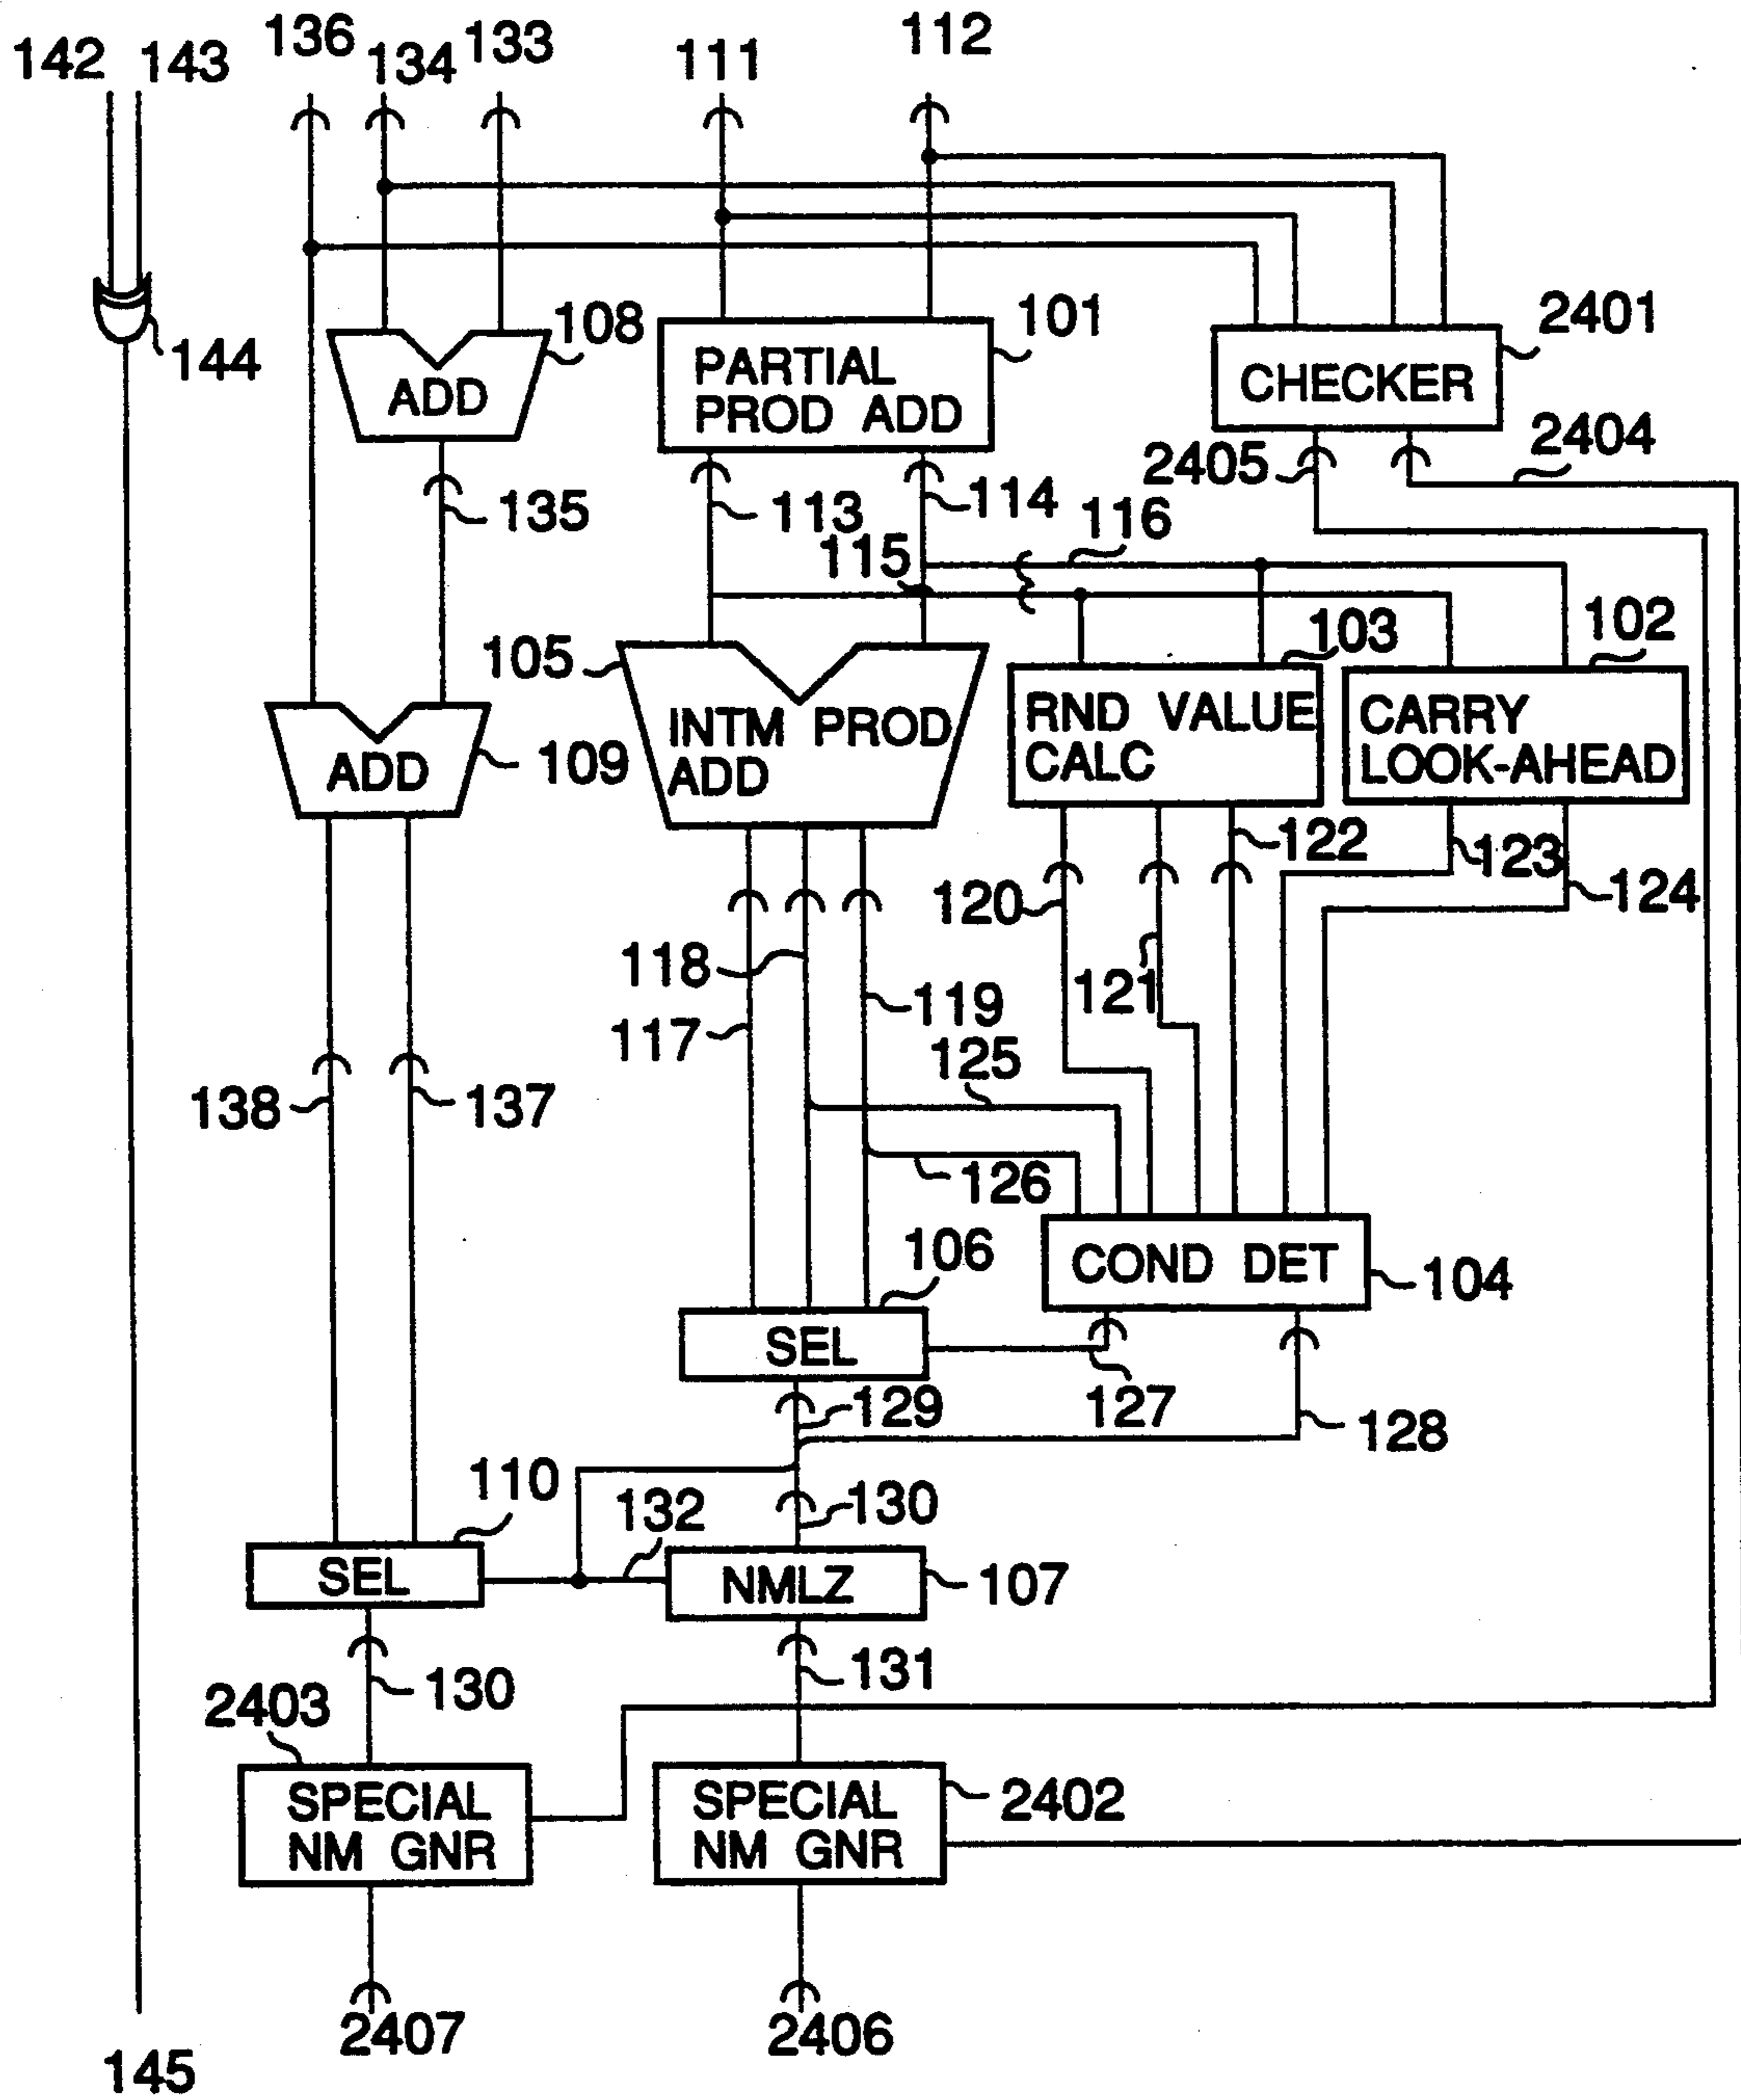 142 143 136 134 133 111 112
144
108
ADD
101
PARTIAL
PROD ADD
2401
CHECKER
2405
2404
135
113
114
116
115
105
INTM PROD
ADD
103
RND VALUE
CALC
102
CARRY
LOOK-AHEAD
109
ADD
122
123
124
120
121
118
119
117
125
138
137
126
106
SEL
COND DET
104
127
129
128
110
132
130
SEL
NMLZ
107
131
130
2403
SPECIAL
NM GNR
SPECIAL
NM GNR
2402
2407
2406
145